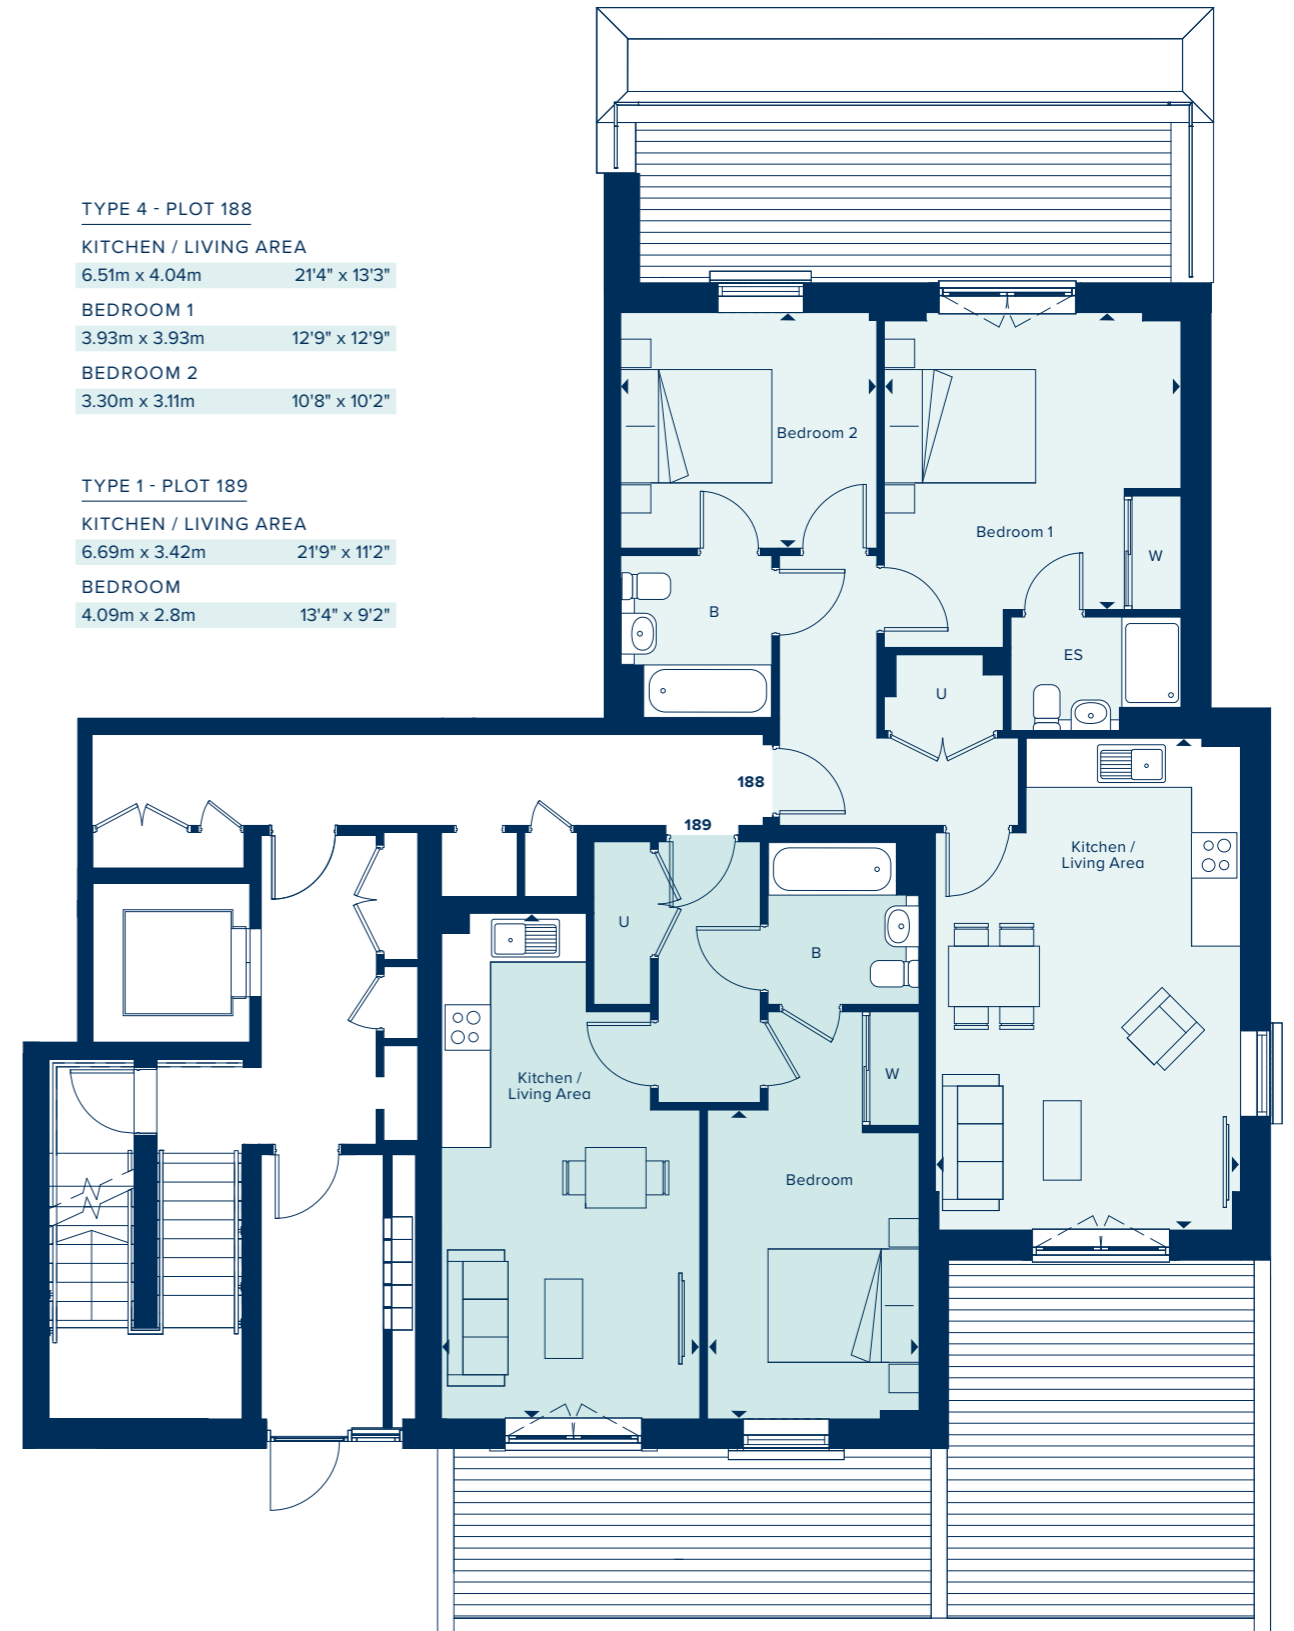 TYPE 4 - PLOT 188
KITCHEN / LIVING AREA
6.51m x 4.04m 21'4" x 13'3"
BEDROOM 1
3.93m x 3.93m 12'9" x 12'9"
BEDROOM 2
3.30m x 3.11m 10'8" x 10'2"
TYPE 1 - PLOT 189
KITCHEN / LIVING AREA
6.69m x 3.42m 21'9" x 11'2"
BEDROOM
4.09m x 2.8m 13'4" x 9'2"
Bedroom 2
Bedroom 1
W
B
ES
U
188
189
Kitchen /
Living Area
U
B
W
Kitchen /
Living Area
Bedroom